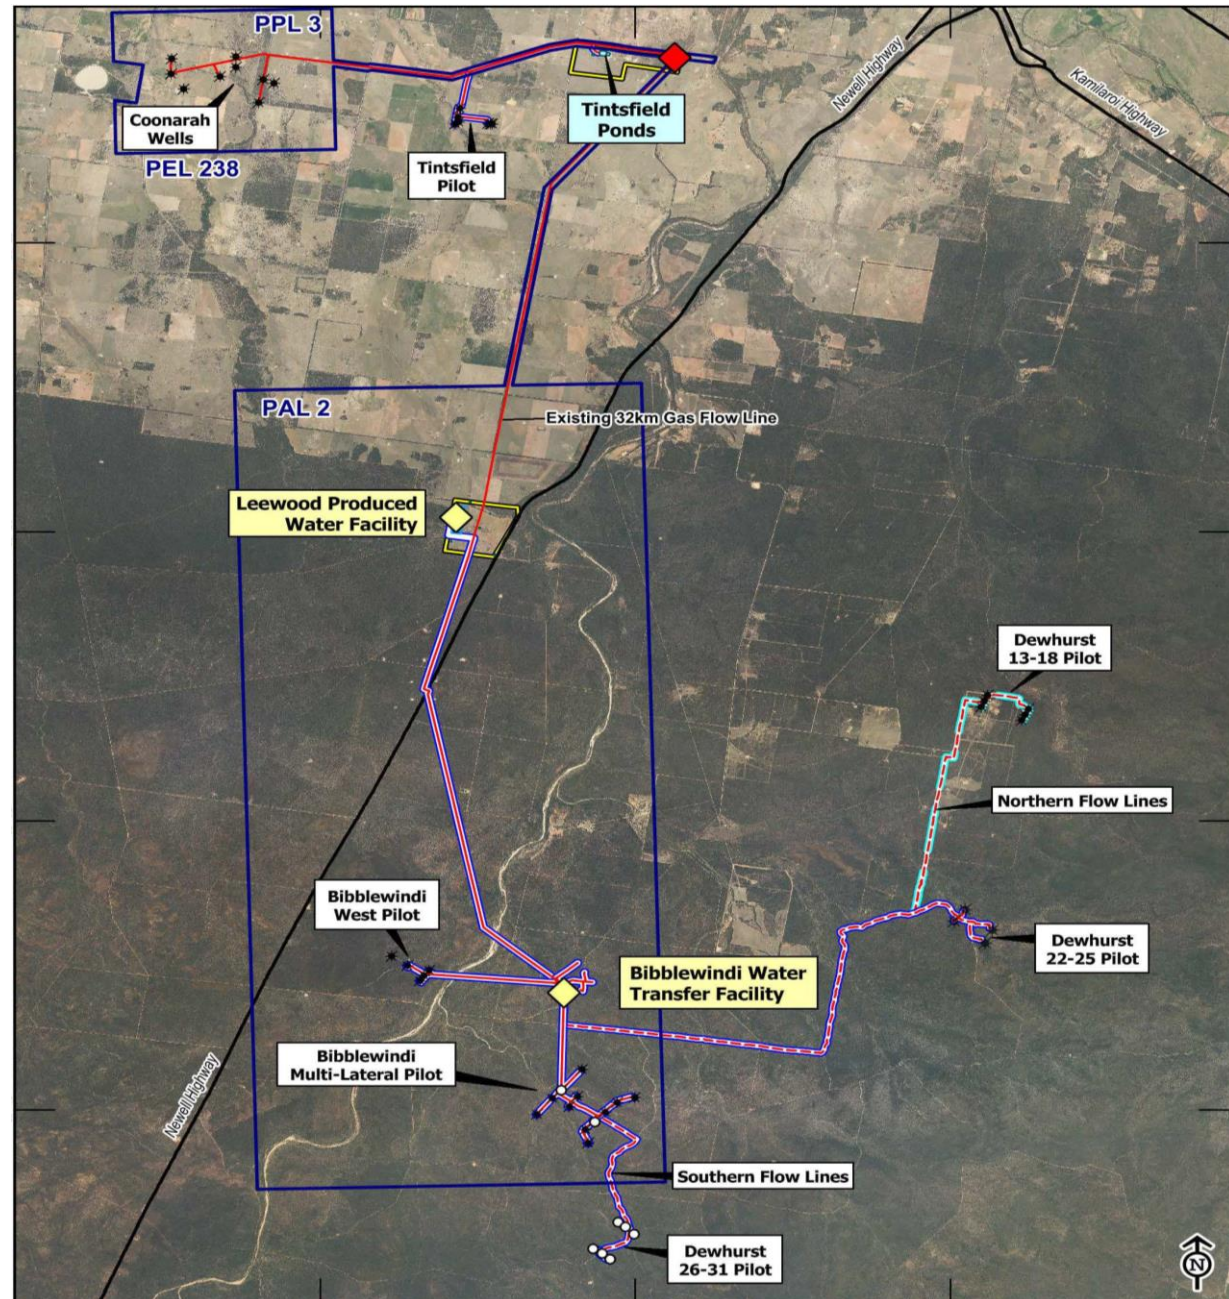 PPL 3
Coonarah
Wells
PEL 238
Tintsfield
Pilot
Tintsfield
Ponds
Newell Highway
Kamilaroi Highway
PAL 2
Existing 32km Gas Flow Line
Leewood Produced
Water Facility
Dewhurst
13-18 Pilot
Northern Flow Lines
Bibblewindi
West Pilot
Dewhurst
22-25 Pilot
Bibblewindi Water
Transfer Facility
Bibblewindi
Multi-Lateral Pilot
Newell Highway
Southern Flow Lines
Dewhurst
26-31 Pilot
N